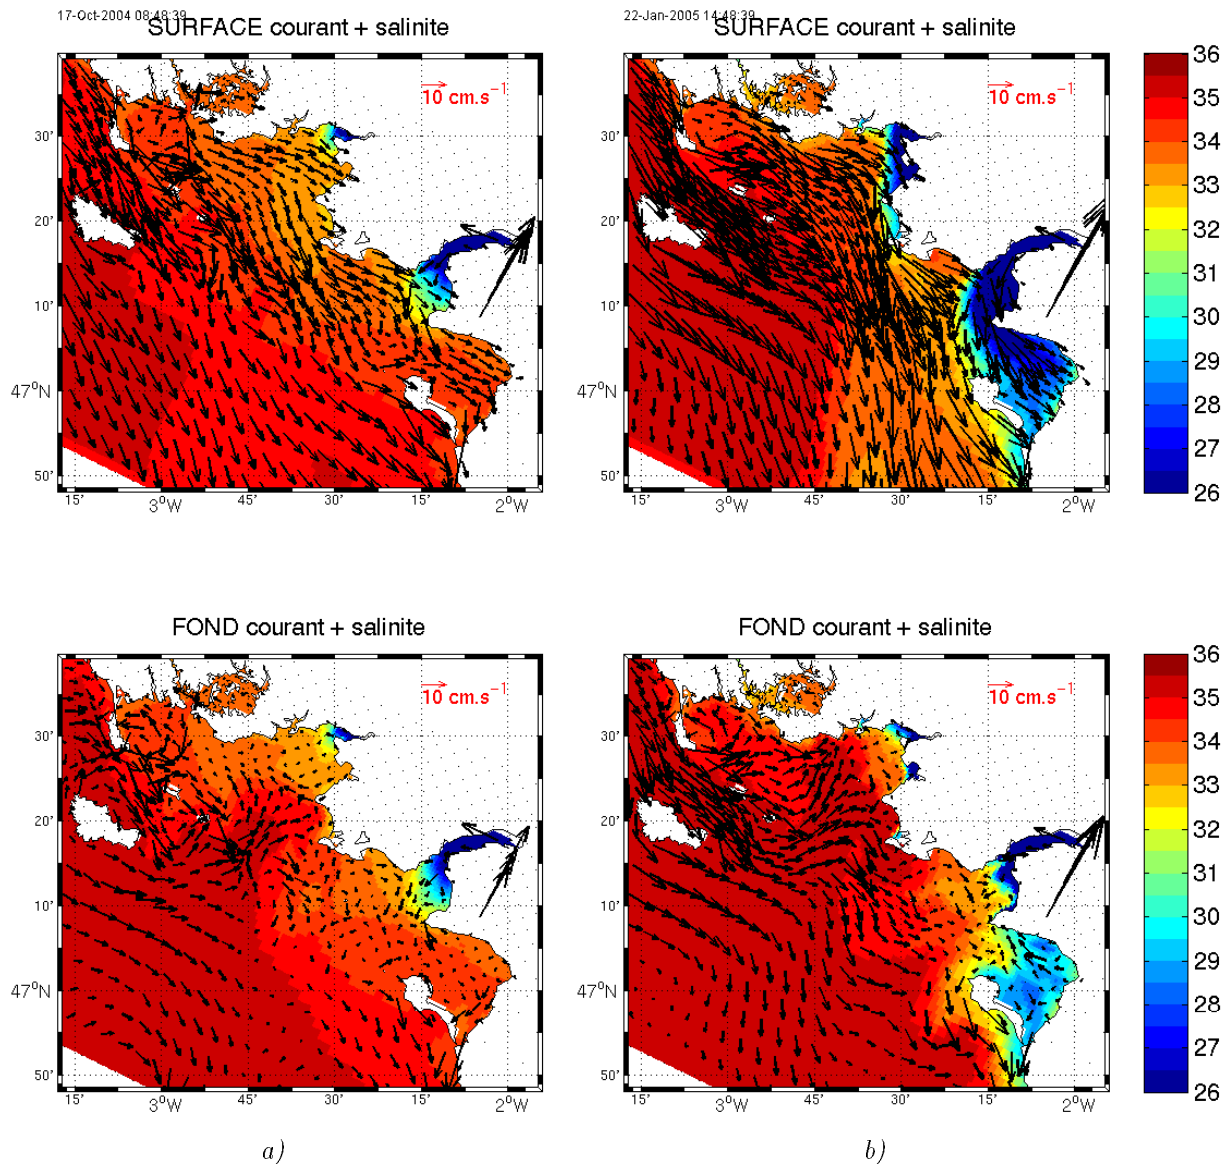 17-Oct-2004 08:48:39
SURFACE courant + salinite
10 cm.s⁻¹
30'
20'
10'
47°N
50'
15' 3°W 45' 30' 15' 2°W
22-Jan-2005 14:48:39
SURFACE courant + salinite
10 cm.s⁻¹
30'
20'
10'
47°N
50'
15' 3°W 45' 30' 15' 2°W
36
35
34
33
32
31
30
29
28
27
26
FOND courant + salinite
10 cm.s⁻¹
30'
20'
10'
47°N
50'
15' 3°W 45' 30' 15' 2°W
FOND courant + salinite
10 cm.s⁻¹
30'
20'
10'
47°N
50'
15' 3°W 45' 30' 15' 2°W
36
35
34
33
32
31
30
29
28
27
26
a)
b)